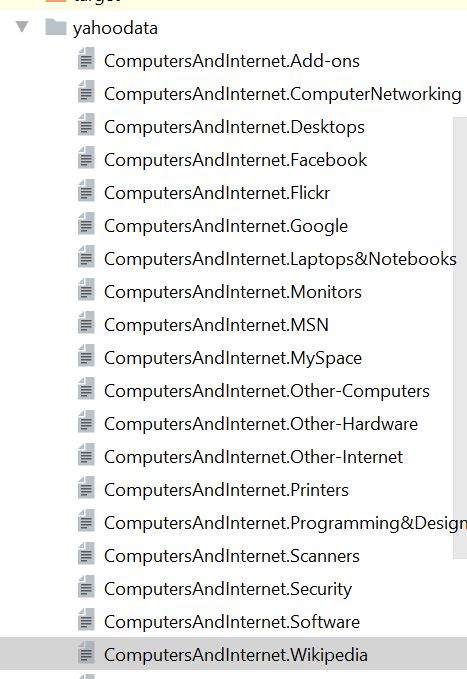 yahoodata
ComputersAndInternet.Add-ons
ComputersAndInternet.ComputerNetworking
ComputersAndInternet.Desktops
ComputersAndInternet.Facebook
ComputersAndInternet.Flickr
ComputersAndInternet.Google
ComputersAndInternet.Laptops&Notebooks
ComputersAndInternet.Monitors
ComputersAndInternet.MSN
ComputersAndInternet.MySpace
ComputersAndInternet.Other-Computers
ComputersAndInternet.Other-Hardware
ComputersAndInternet.Other-Internet
ComputersAndInternet.Printers
ComputersAndInternet.Programming&Design
ComputersAndInternet.Scanners
ComputersAndInternet.Security
ComputersAndInternet.Software
ComputersAndInternet.Wikipedia